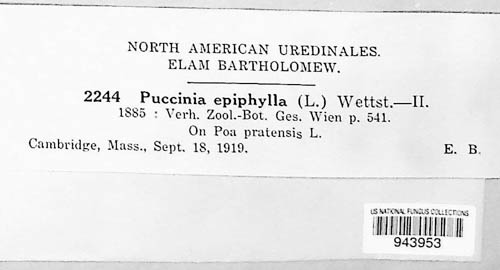 NORTH AMERICAN UREDINALES.
ELAM BARTHOLOMEW.
2244 Puccinia epiphylla (L.) Wettst.—II.
1885 : Verh. Zool.-Bot. Ges. Wien p. 541.
On Poa pratensis L.
Cambridge, Mass., Sept. 18, 1919. E. B.
US NATIONAL FUNGUS COLLECTIONS
943953